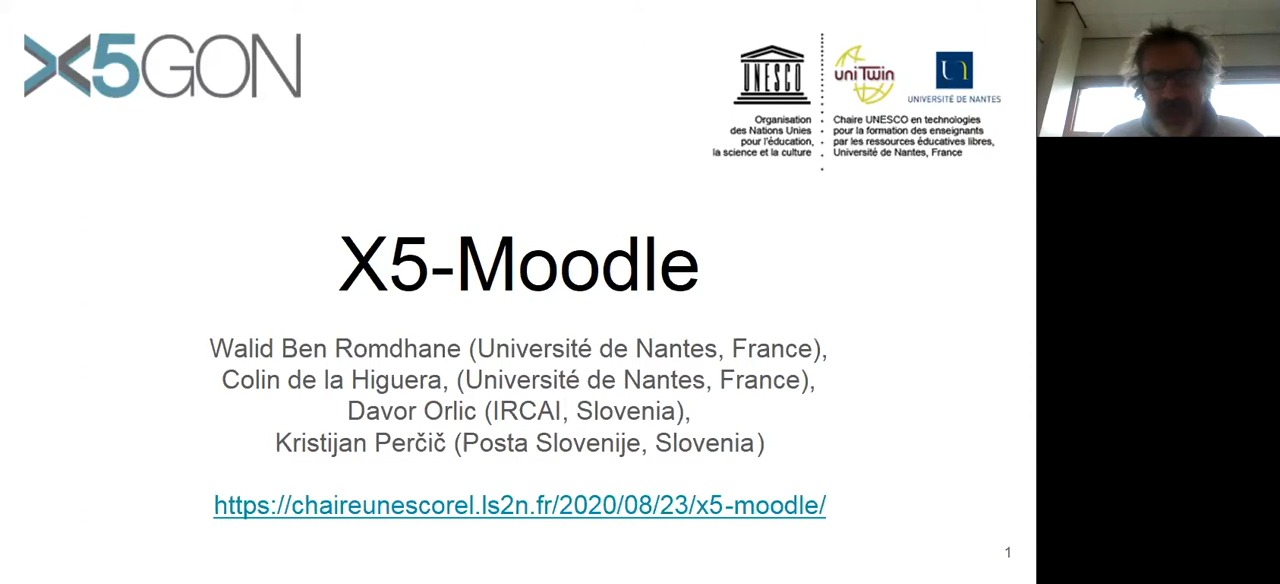 X5GON
UNESCO
Organisation
des Nations Unies
pour l'éducation,
la science et la culture
uniTwin
UNIVERSITÉ DE NANTES
Chaire UNESCO en technologies
pour la formation des enseignants
par les ressources éducatives libres,
Université de Nantes, France
X5-Moodle
Walid Ben Romdhane (Université de Nantes, France),
Colin de la Higuera, (Université de Nantes, France),
Davor Orlic (IRCAI, Slovenia),
Kristijan Perčič (Posta Slovenije, Slovenia)
https://chaireunescorel.ls2n.fr/2020/08/23/x5-moodle/
1